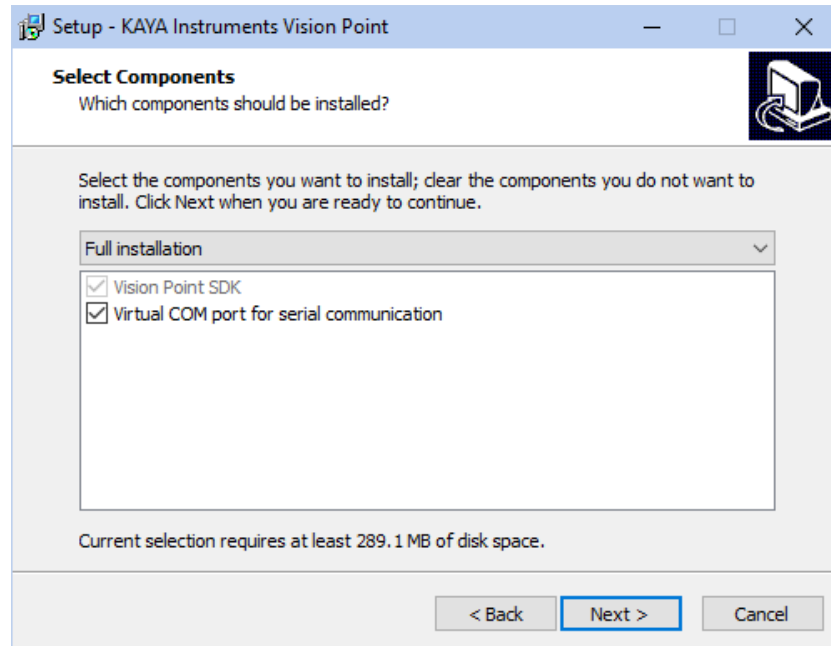 Setup - KAYA Instruments Vision Point
Select Components
Which components should be installed?
Select the components you want to install; clear the components you do not want to
install. Click Next when you are ready to continue.
Full installation
Vision Point SDK
Virtual COM port for serial communication
Current selection requires at least 289.1 MB of disk space.
< Back Next > Cancel